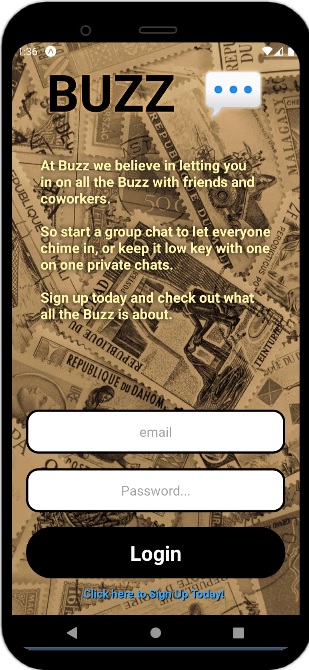 1:36
BUZZ
At Buzz we believe in letting you
in on all the Buzz with friends and
coworkers.
So start a group chat to let everyone
chime in, or keep it low key with one
on one private chats.
Sign up today and check out what
all the Buzz is about.
REPUBLIQUE DU DAHOMEY
email
Password...
Login
Click here to Sign Up Today!